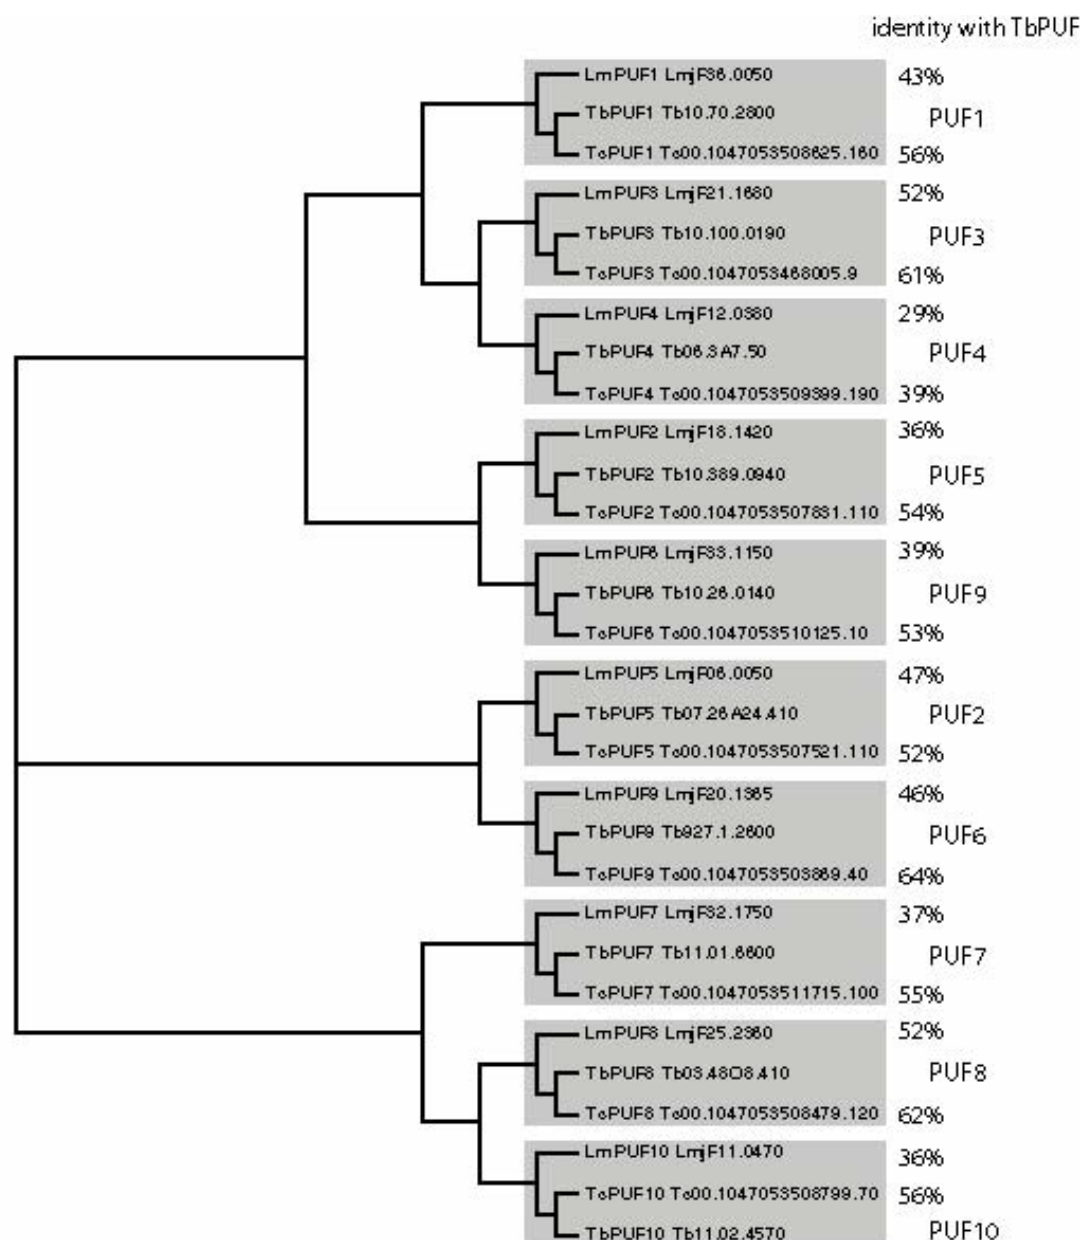 identity with TbPUF
LmPUF1 LmjF36.0050 43%
TbPUF1 Tb10.70.2800 PUF1
TcPUF1 Tc00.1047053508625.160 56%
LmPUF3 LmjF21.1680 52%
TbPUF3 Tb10.100.0190 PUF3
TcPUF3 Tc00.1047053468005.9 61%
LmPUF4 LmjF12.0380 29%
TbPUF4 Tb06.3A7.50 PUF4
TcPUF4 Tc00.1047053509399.190 39%
LmPUF2 LmjF18.1420 36%
TbPUF2 Tb10.389.0940 PUF5
TcPUF2 Tc00.1047053507831.110 54%
LmPUF6 LmjF33.1150 39%
TbPUF6 Tb10.26.0140 PUF9
TcPUF6 Tc00.1047053510125.10 53%
LmPUF5 LmjF06.0050 47%
TbPUF5 Tb07.26A24.410 PUF2
TcPUF5 Tc00.1047053507521.110 52%
LmPUF9 LmjF20.1365 46%
TbPUF9 Tb927.1.2600 PUF6
TcPUF9 Tc00.1047053503869.40 64%
LmPUF7 LmjF32.1750 37%
TbPUF7 Tb11.01.6600 PUF7
TcPUF7 Tc00.1047053511715.100 55%
LmPUF8 LmjF25.2360 52%
TbPUF8 Tb03.48O8.410 PUF8
TcPUF8 Tc00.1047053508479.120 62%
LmPUF10 LmjF11.0470 36%
TcPUF10 Tc00.1047053508799.70 56%
TbPUF10 Tb11.02.4570 PUF10